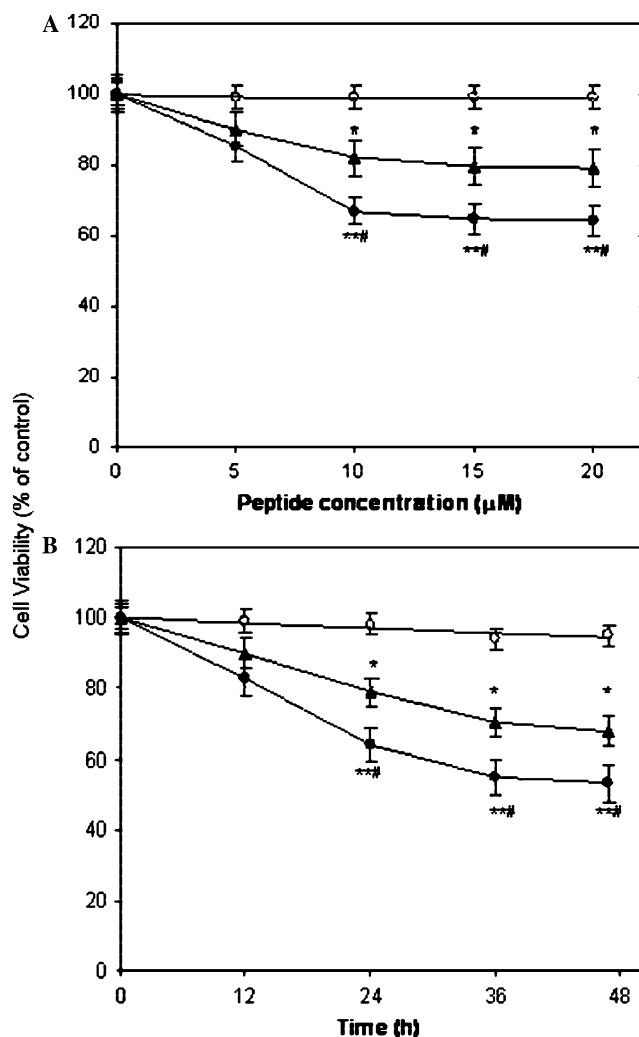 A
120
100
80
60
40
20
0
* * *
**# **# **#
0 5 10 15 20
Peptide concentration (µM)
Cell Viability (% of control)
B
120
100
80
60
40
20
0
* * *
**# **# **#
0 12 24 36 48
Time (h)